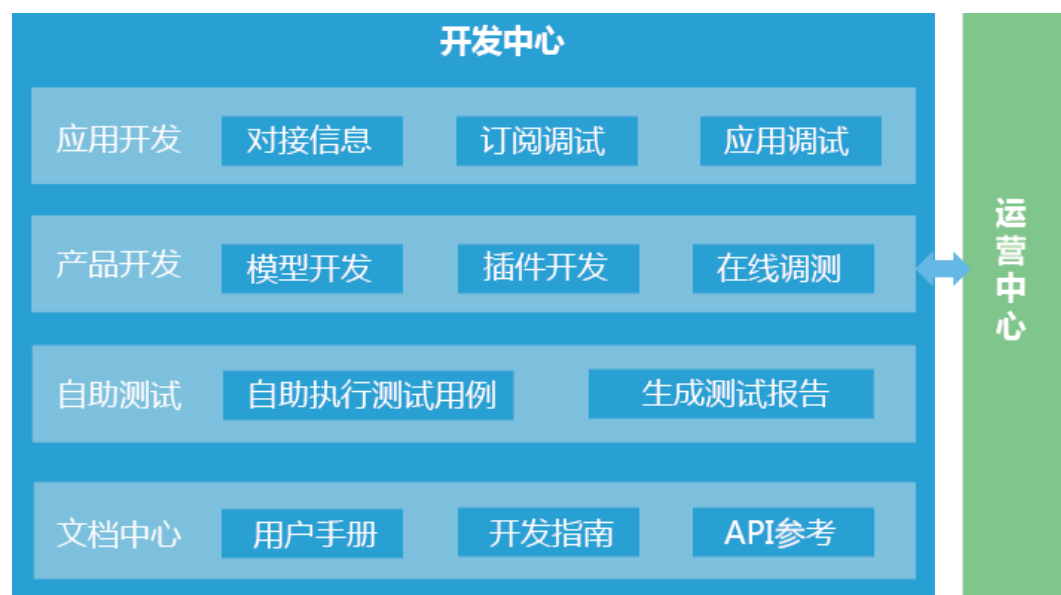 开发中心
应用开发 对接信息 订阅调试 应用调试
产品开发 模型开发 插件开发 在线调测
自助测试 自助执行测试用例 生成测试报告
文档中心 用户手册 开发指南 API参考
运营中心